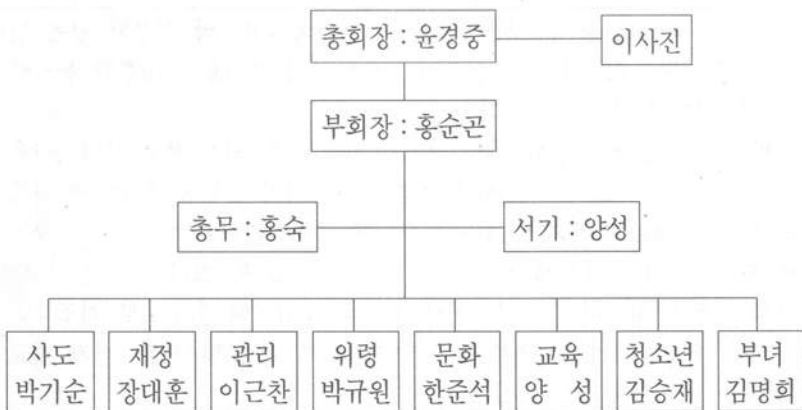 총회장 : 윤경중
이사진
부회장 : 홍순곤
총무 : 홍숙
서기 : 양성
사도
박기순
재정
장대훈
관리
이근찬
위령
박규원
문화
한준석
교육
양 성
청소년
김승재
부녀
김명희